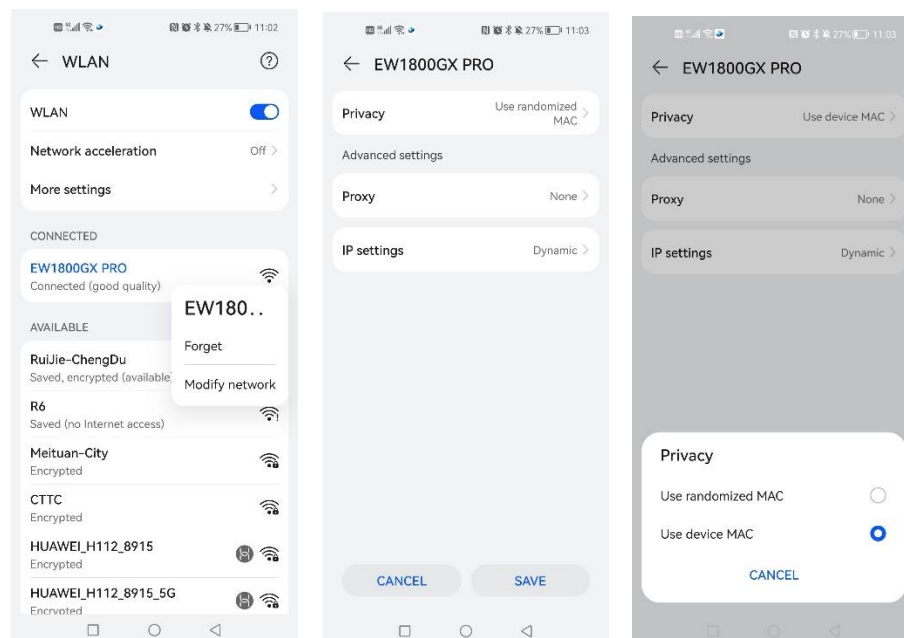 27% 11:02
WLAN
WLAN
Network acceleration Off
More settings
CONNECTED
EW1800GX PRO
Connected (good quality)
EW180..
Forget
Modify network
AVAILABLE
RuiJie-ChengDu
Saved, encrypted (available
R6
Saved (no Internet access)
Meituan-City
Encrypted
CTTC
Encrypted
HUAWEI_H112_8915
Encrypted
HUAWEI_H112_8915_5G
Encrypted
27% 11:03
EW1800GX PRO
Privacy Use randomized
MAC
Advanced settings
Proxy None
IP settings Dynamic
CANCEL SAVE
27% 11:03
EW1800GX PRO
Privacy Use device MAC
Advanced settings
Proxy None
IP settings Dynamic
Privacy
Use randomized MAC
Use device MAC
CANCEL